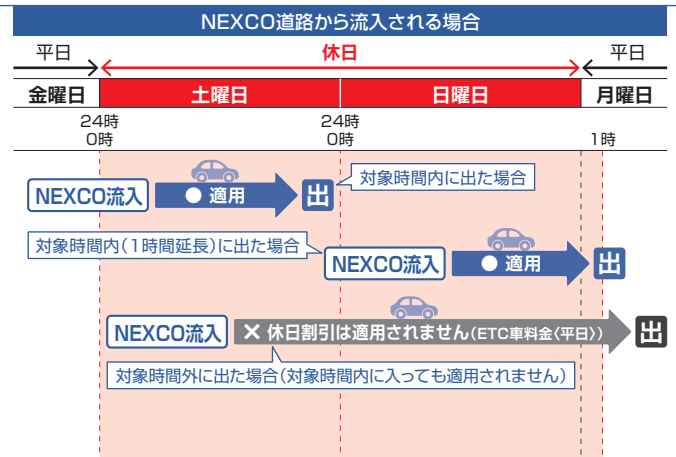 NEXCO道路から流入される場合
平日 休日 平日
金曜日 土曜日 日曜日 月曜日
24時 24時
0時 0時 1時
対象時間内に出た場合
NEXCO流入 ● 適用 出
対象時間内(1時間延長)に出た場合
NEXCO流入 ● 適用 出
NEXCO流入 × 休日割引は適用されません(ETC車料金〈平日〉) 出
対象時間外に出た場合(対象時間内に入っても適用されません)